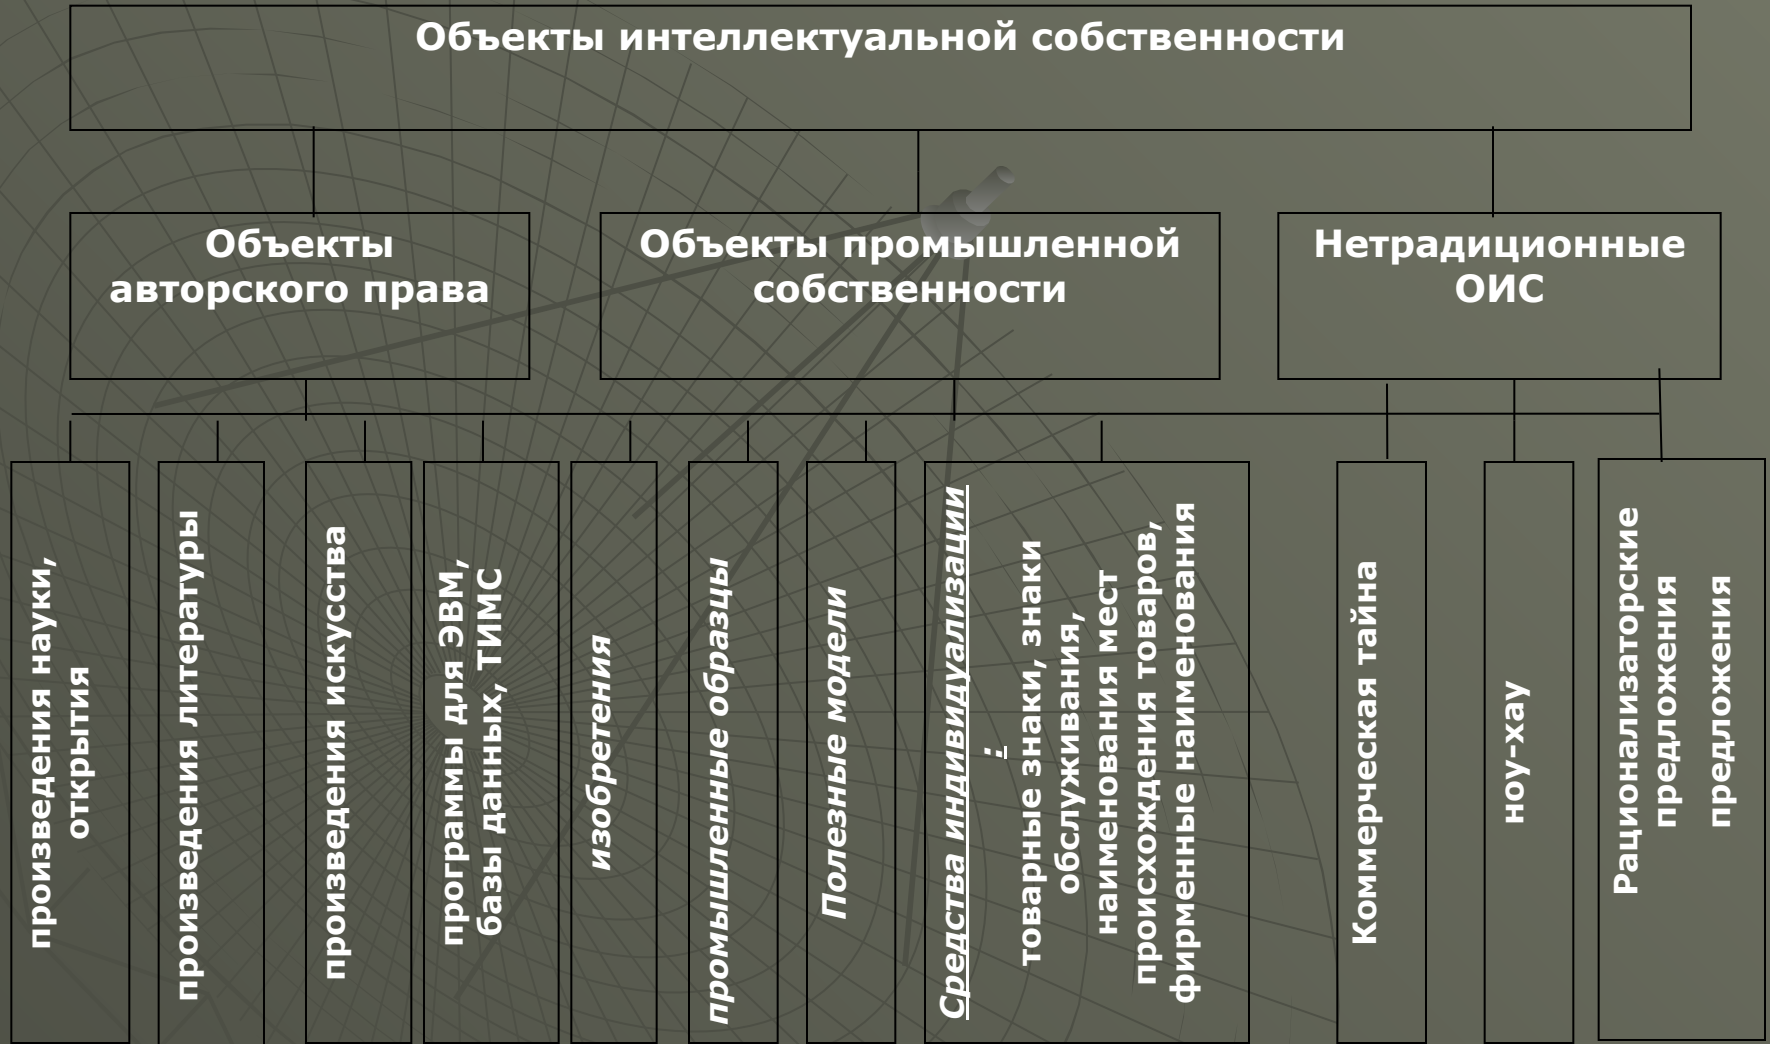 Объекты интеллектуальной собственности
Объекты
авторского права
Объекты промышленной
собственности
Нетрадиционные
ОИС
произведения науки,
открытия
произведения литературы
произведения искусства
программы для ЭВМ,
базы данных, ТИМС
изобретения
промышленные образцы
Полезные модели
Средства индивидуализации
:
товарные знаки, знаки
обслуживания,
наименования мест
происхождения товаров,
фирменные наименования
Коммерческая тайна
ноу-хау
Рационализаторские
предложения
предложения